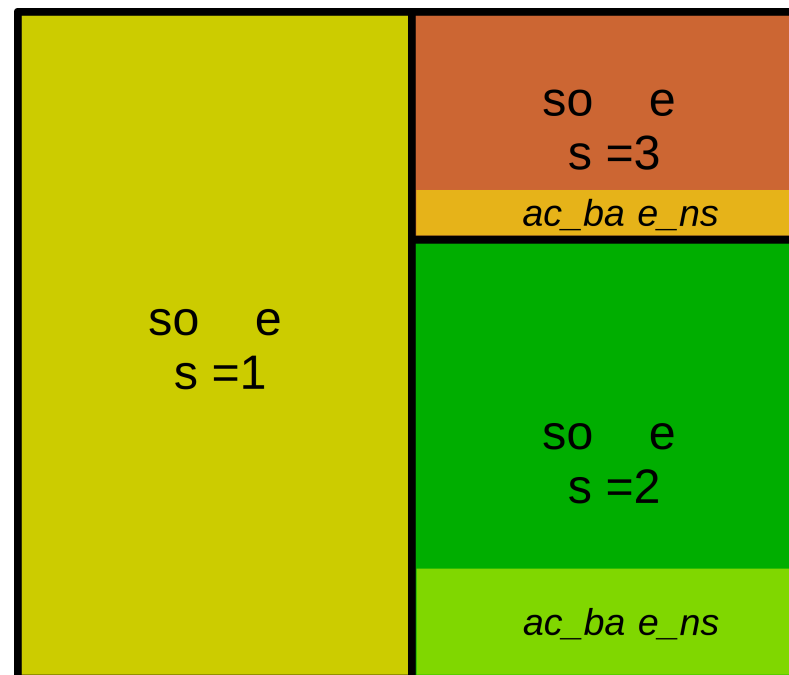 so e
s =1
so e
s =3
ac_ba e_ns
so e
s =2
ac_ba e_ns